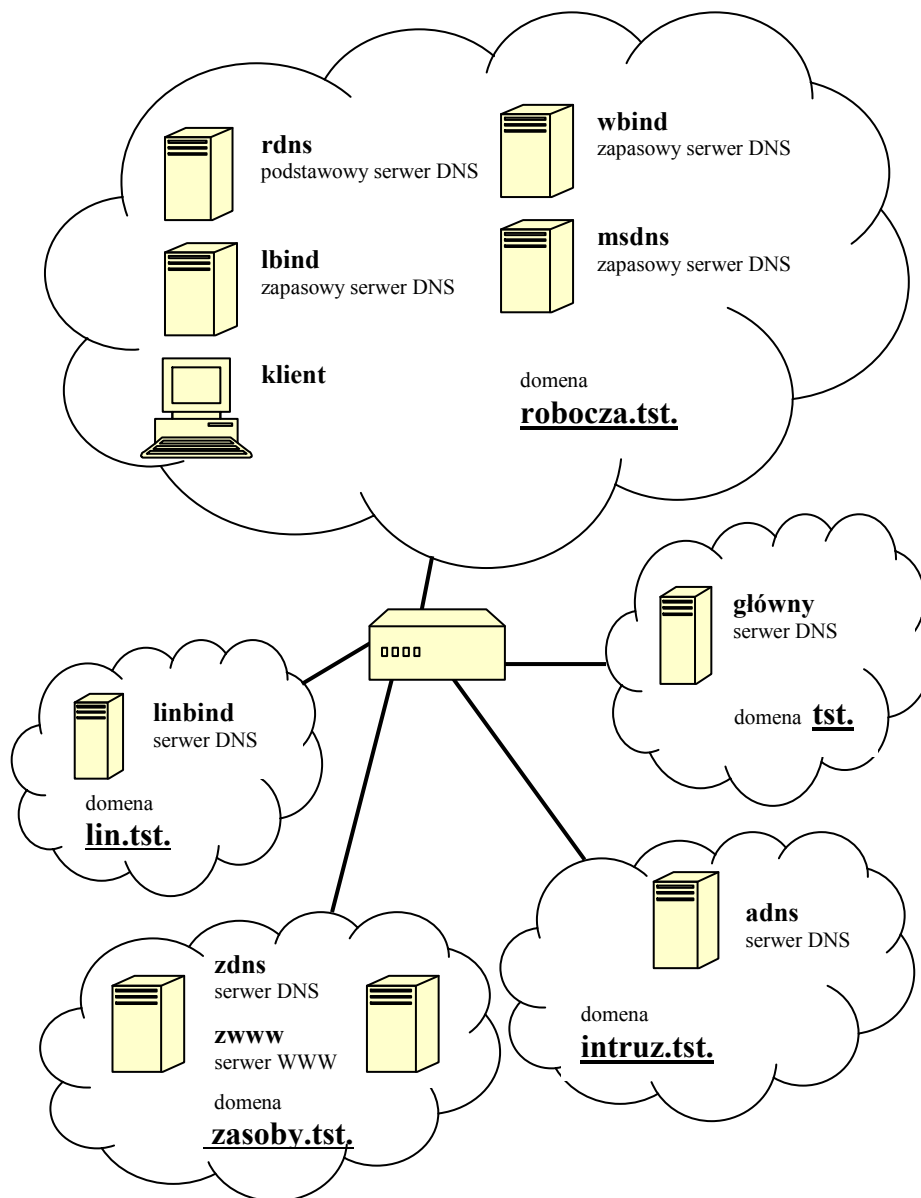 rdns
podstawowy serwer DNS
wbind
zapasowy serwer DNS
lbind
zapasowy serwer DNS
msdns
zapasowy serwer DNS
klient
domena
robocza.tst.
główny
serwer DNS
domena tst.
linbind
serwer DNS
domena
lin.tst.
adns
serwer DNS
domena
intruz.tst.
zdns
serwer DNS
zwww
serwer WWW
domena
zasoby.tst.